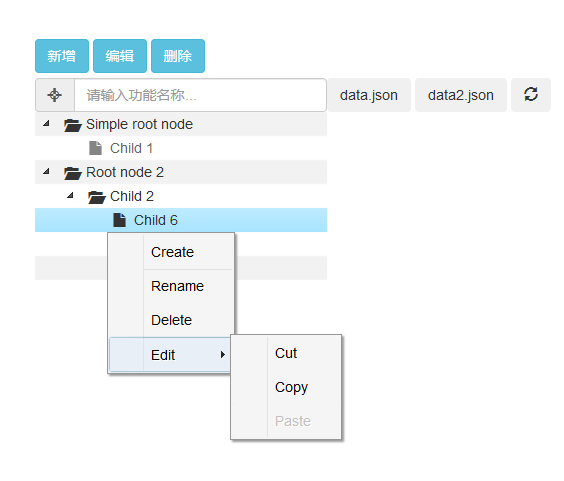 新增 编辑 删除
请输入功能名称... data.json data2.json
Simple root node
Child 1
Root node 2
Child 2
Child 6
Create
Rename
Delete
Edit
Cut
Copy
Paste